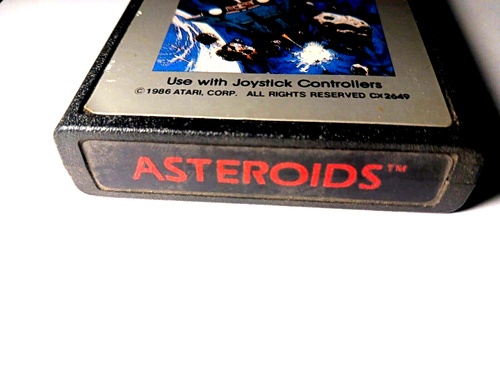 Use with Joystick Controllers
© 1986 ATARI, CORP. ALL RIGHTS RESERVED CX2649
ASTEROIDS™